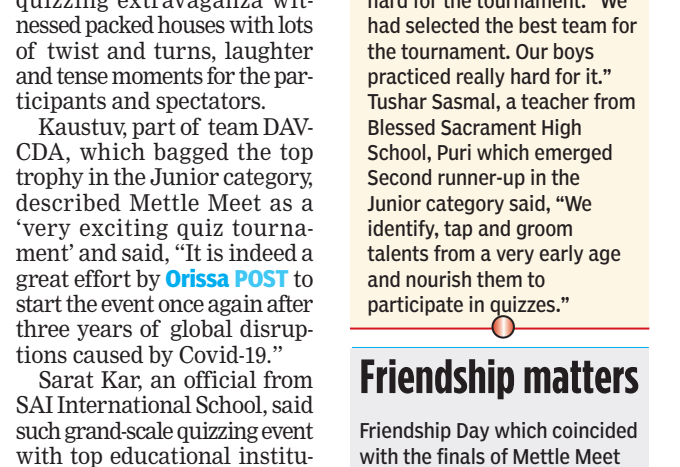 quizzing extravaganza wit-
nessed packed houses with lots
of twist and turns, laughter
and tense moments for the par-
ticipants and spectators.
Kaustuv, part of team DAV-
CDA, which bagged the top
trophy in the Junior category,
described Mettle Meet as a
‘very exciting quiz tourna-
ment’ and said, “It is indeed a
great effort by Orissa POST to
start the event once again after
three years of global disrup-
tions caused by Covid-19.”
Sarat Kar, an official from
SAI International School, said
such grand-scale quizzing event
with top educational institu-
hard for the tournament. “We
had selected the best team for
the tournament. Our boys
practiced really hard for it.”
Tushar Sasmal, a teacher from
Blessed Sacrament High
School, Puri which emerged
Second runner-up in the
Junior category said, “We
identify, tap and groom
talents from a very early age
and nourish them to
participate in quizzes.”
Friendship matters
Friendship Day which coincided
with the finals of Mettle Meet